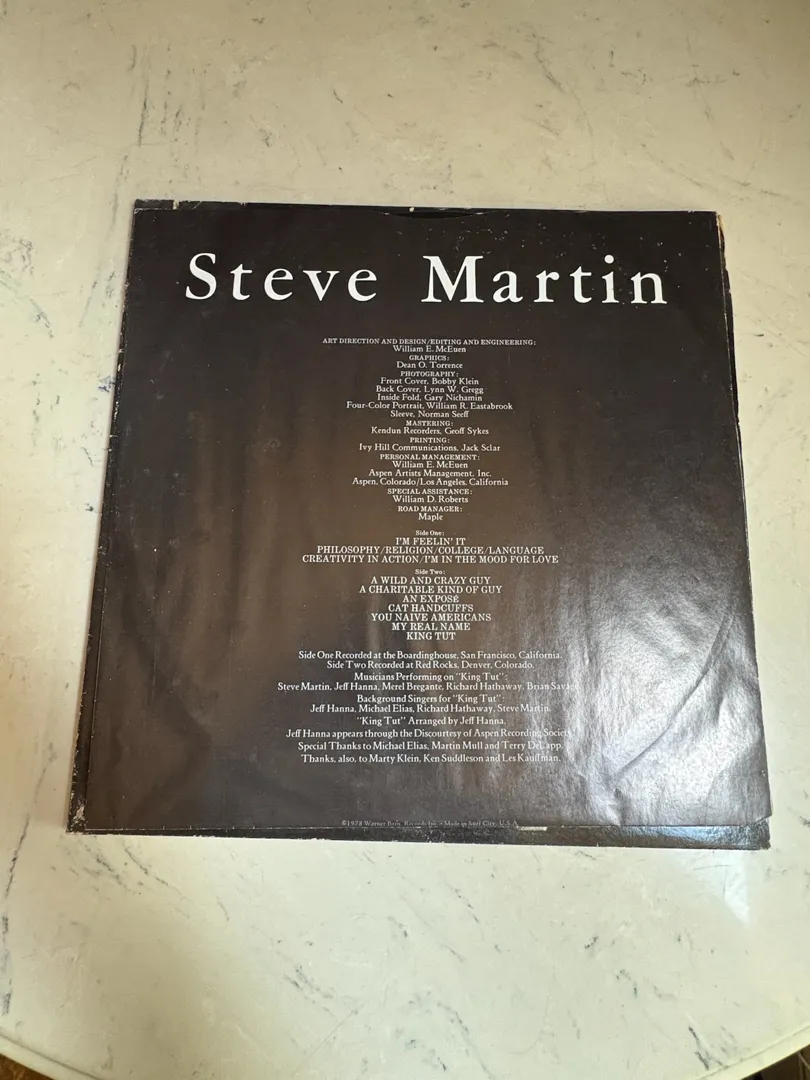 Steve Martin
ART DIRECTION AND DESIGN/EDITING AND ENGINEERING:
William E. McEuen
GRAPHICS:
Dean O. Torrence
PHOTOGRAPHY:
Front Cover, Bobby Klein
Back Cover, Lynn W. Gregg
Inside Fold, Gary Nichamin
Four-Color Portrait, William R. Eastabrook
Sleeve, Norman Seeff
MASTERING:
Kendun Recorders, Geoff Sykes
PRINTING:
Ivy Hill Communications, Jack Sclar
PERSONAL MANAGEMENT:
William E. McEuen
Aspen Artists Management, Inc.
Aspen, Colorado/Los Angeles, California
SPECIAL ASSISTANCE:
William D. Roberts
ROAD MANAGER:
Maple
Side One:
I'M FEELIN' IT
PHILOSOPHY/RELIGION/COLLEGE/LANGUAGE
CREATIVITY IN ACTION/I'M IN THE MOOD FOR LOVE
Side Two:
A WILD AND CRAZY GUY
A CHARITABLE KIND OF GUY
AN EXPOSÉ
CAT HANDCUFFS
YOU NAIVE AMERICANS
MY REAL NAME
KING TUT
Side One Recorded at the Boardinghouse, San Francisco, California.
Side Two Recorded at Red Rocks, Denver, Colorado.
Musicians Performing on "King Tut":
Steve Martin, Jeff Hanna, Merel Bregante, Richard Hathaway, Brian Savage
Background Singers for "King Tut":
Jeff Hanna, Michael Elias, Richard Hathaway, Steve Martin.
"King Tut" Arranged by Jeff Hanna.
Jeff Hanna appears through the Discourtesy of Aspen Recording Society
Special Thanks to Michael Elias, Martin Mull and Terry DeLapp.
Thanks, also, to Marty Klein, Ken Suddleson and Les Kauffman.
©1978 Warner Bros. Records Inc. • Made in Surf City, U.S.A.